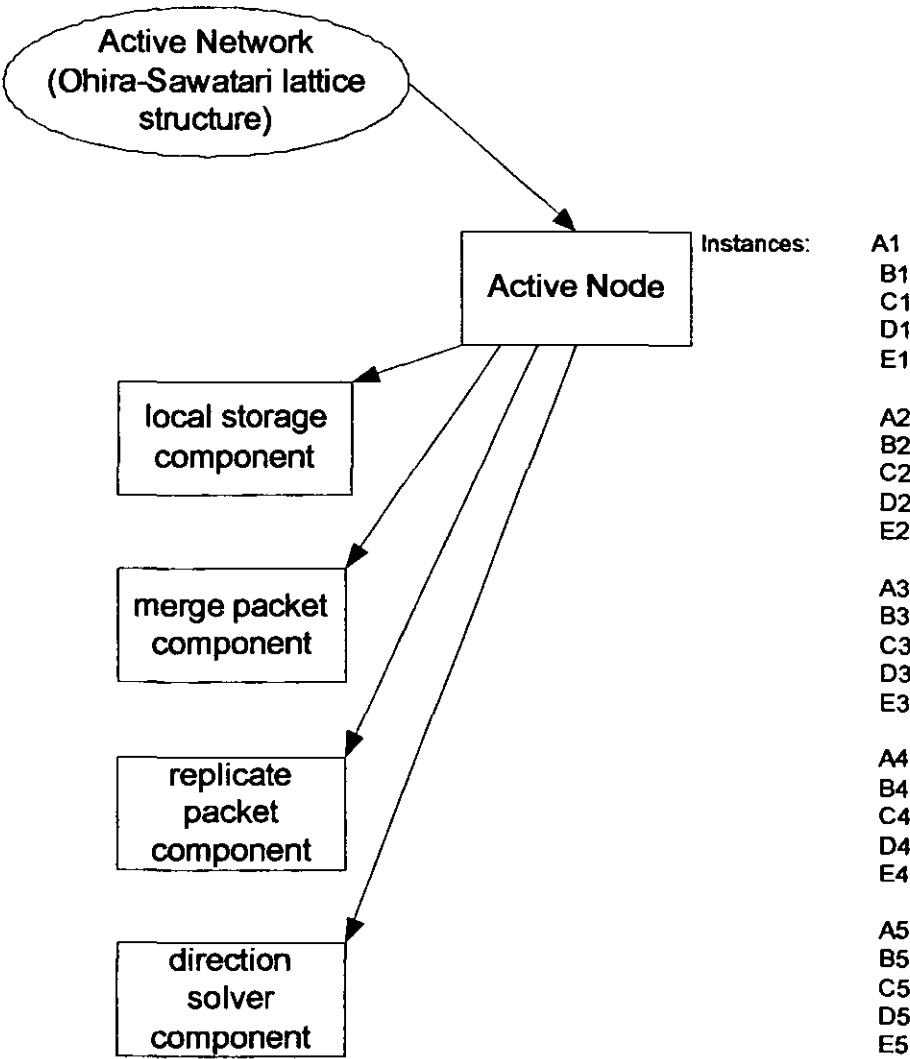 Active Network
(Ohira-Sawatari lattice
structure)
Active Node
Instances: A1
B1
C1
D1
E1
A2
B2
C2
D2
E2
A3
B3
C3
D3
E3
A4
B4
C4
D4
E4
A5
B5
C5
D5
E5
local storage
component
merge packet
component
replicate
packet
component
direction
solver
component